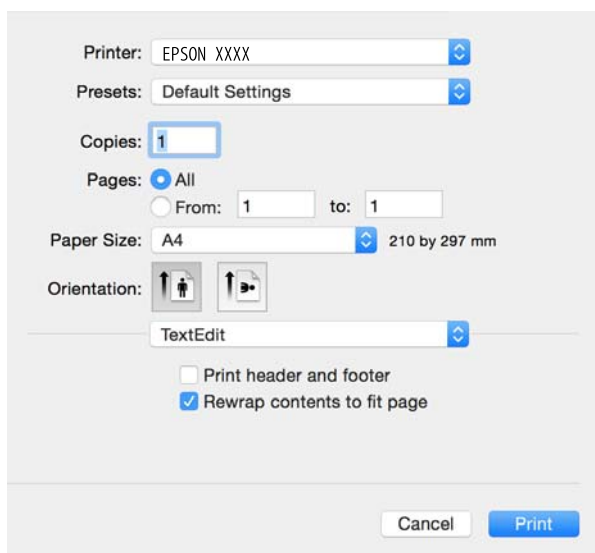 Printer: EPSON XXXX
Presets: Default Settings
Copies: 1
Pages: All
From: 1 to: 1
Paper Size: A4 210 by 297 mm
Orientation:
TextEdit
Print header and footer
Rewrap contents to fit page
Cancel Print